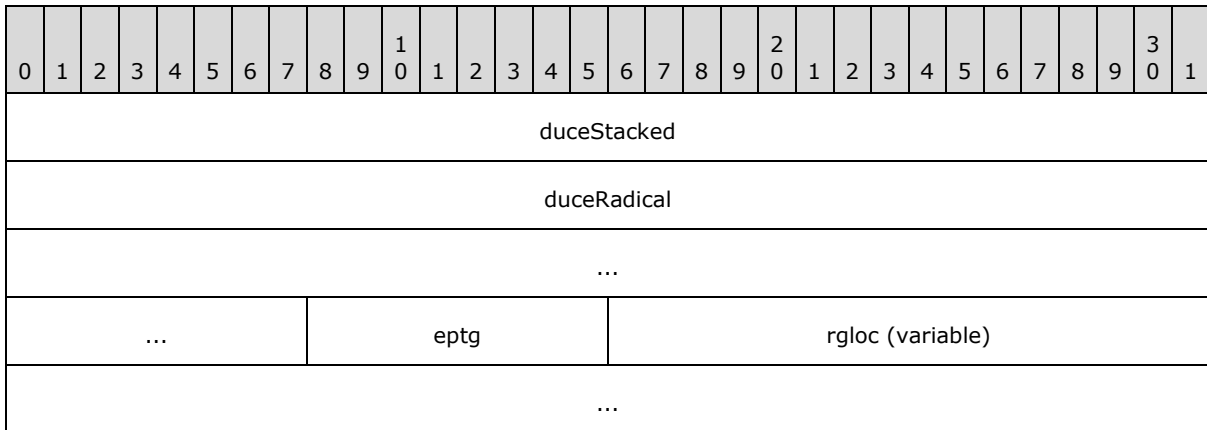 1 2 3
0 1 2 3 4 5 6 7 8 9 0 1 2 3 4 5 6 7 8 9 0 1 2 3 4 5 6 7 8 9 0 1
duceStacked
duceRadical
...
... eptg rgloc (variable)
...